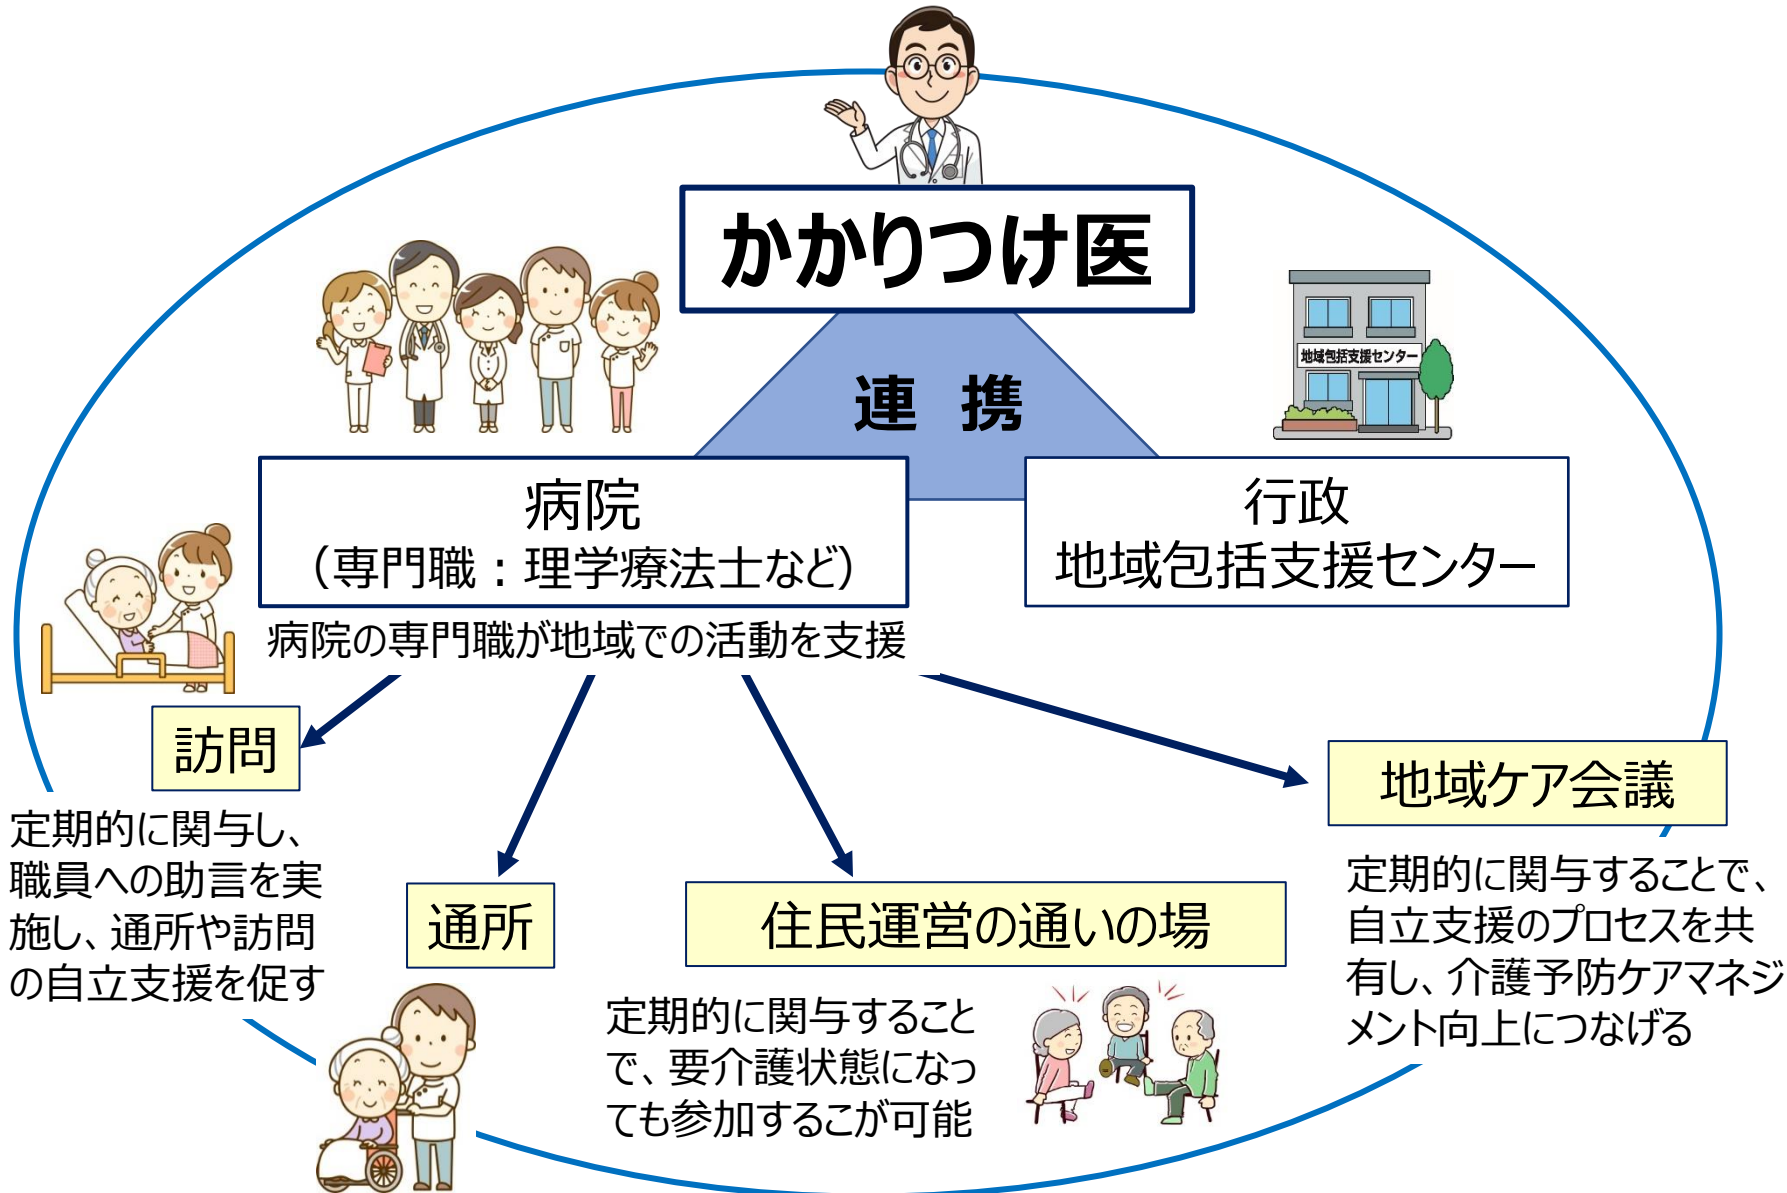 かかりつけ医
連 携
地域包括支援センター
病院
（専門職：理学療法士など）
行政
地域包括支援センター
病院の専門職が地域での活動を支援
訪問
定期的に関与し、
職員への助言を実
施し、通所や訪問
の自立支援を促す
通所
住民運営の通いの場
定期的に関与すること
で、要介護状態になっ
ても参加するこが可能
地域ケア会議
定期的に関与することで、
自立支援のプロセスを共
有し、介護予防ケアマネジ
メント向上につなげる